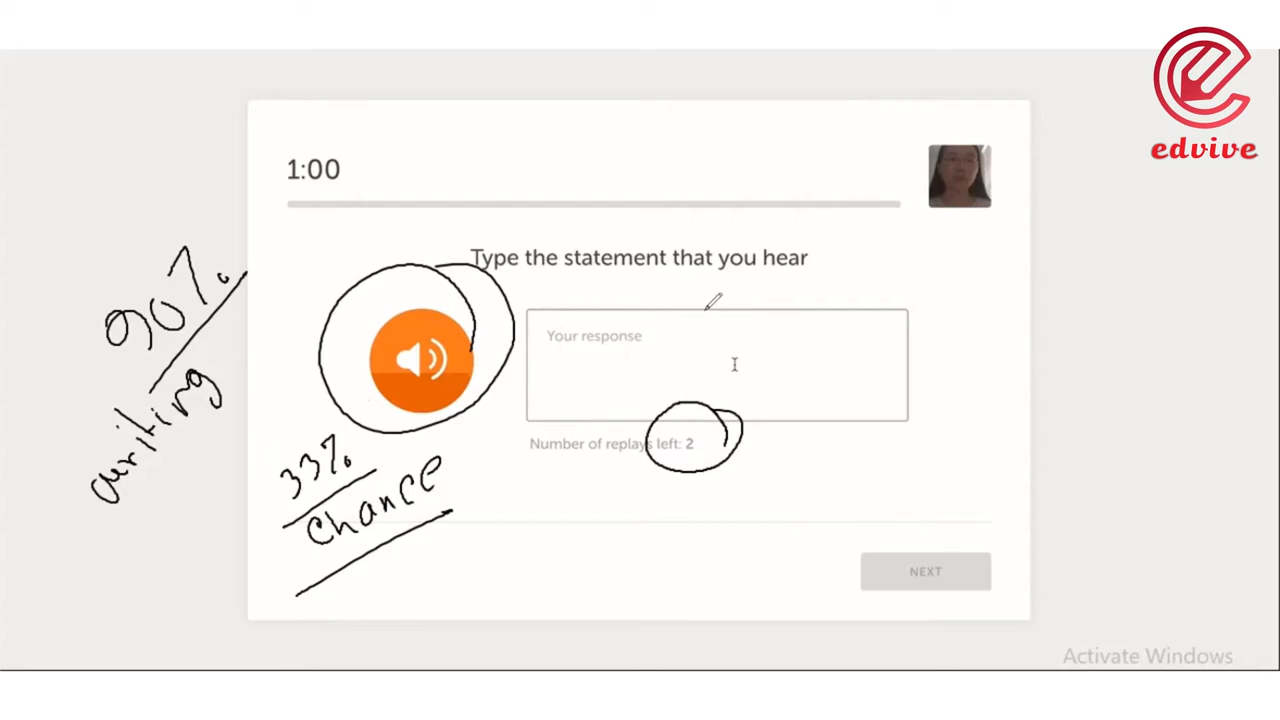 edvive
1:00
Type the statement that you hear
Your response
Number of replays left: 2
90%
writing
33%
Chance
NEXT
Activate Windows